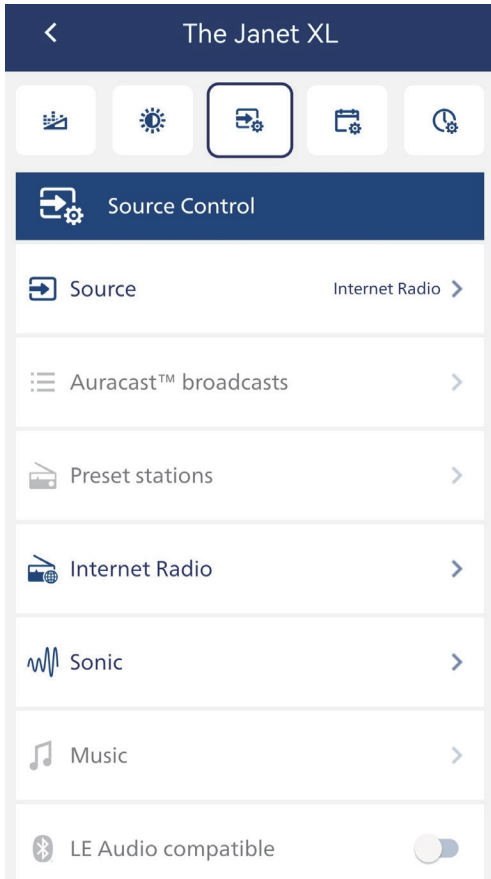 The Janet XL
Source Control
Source Internet Radio
Auracast™ broadcasts
Preset stations
Internet Radio
Sonic
Music
LE Audio compatible